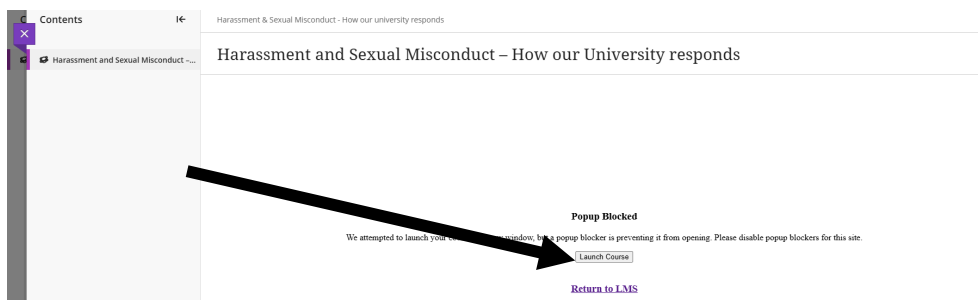 C
Contents
Harassment and Sexual Misconduct –...
Harassment & Sexual Misconduct - How our university responds
Harassment and Sexual Misconduct – How our University responds
Popup Blocked
We attempted to launch your window, but a popup blocker is preventing it from opening. Please disable popup blockers for this site.
Launch Course
Return to LMS